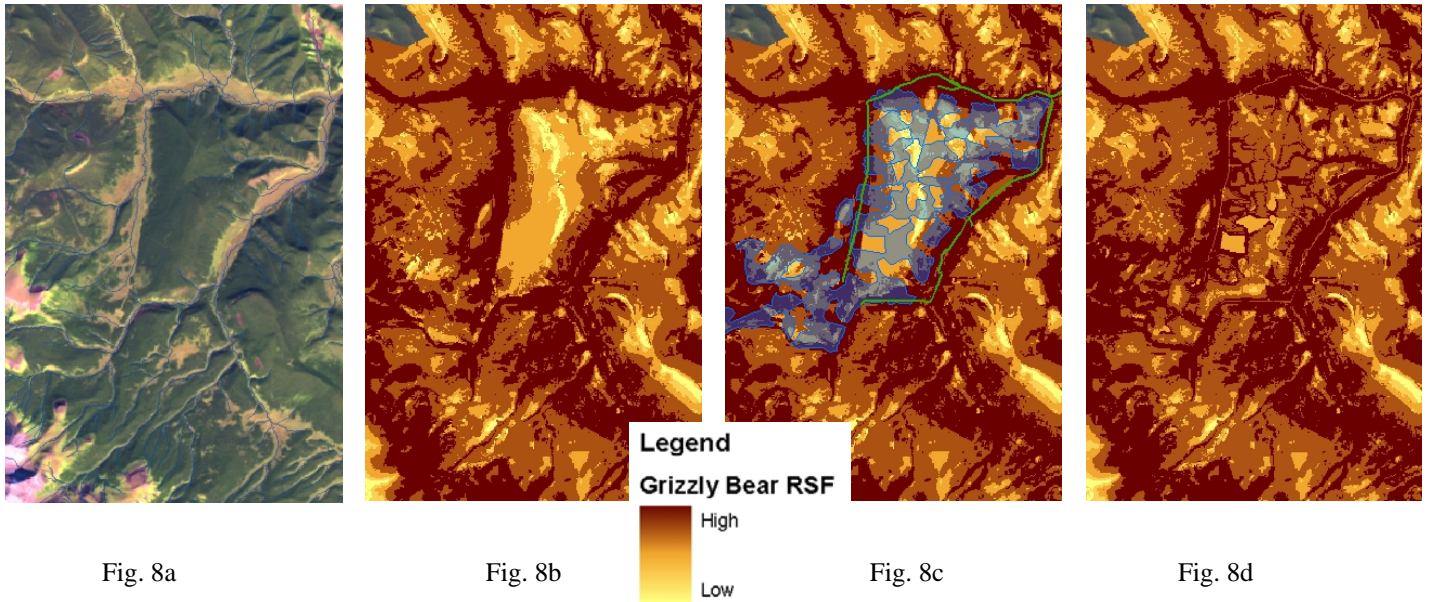 Legend
Grizzly Bear RSF
High
Low
Fig. 8a
Fig. 8b
Fig. 8c
Fig. 8d